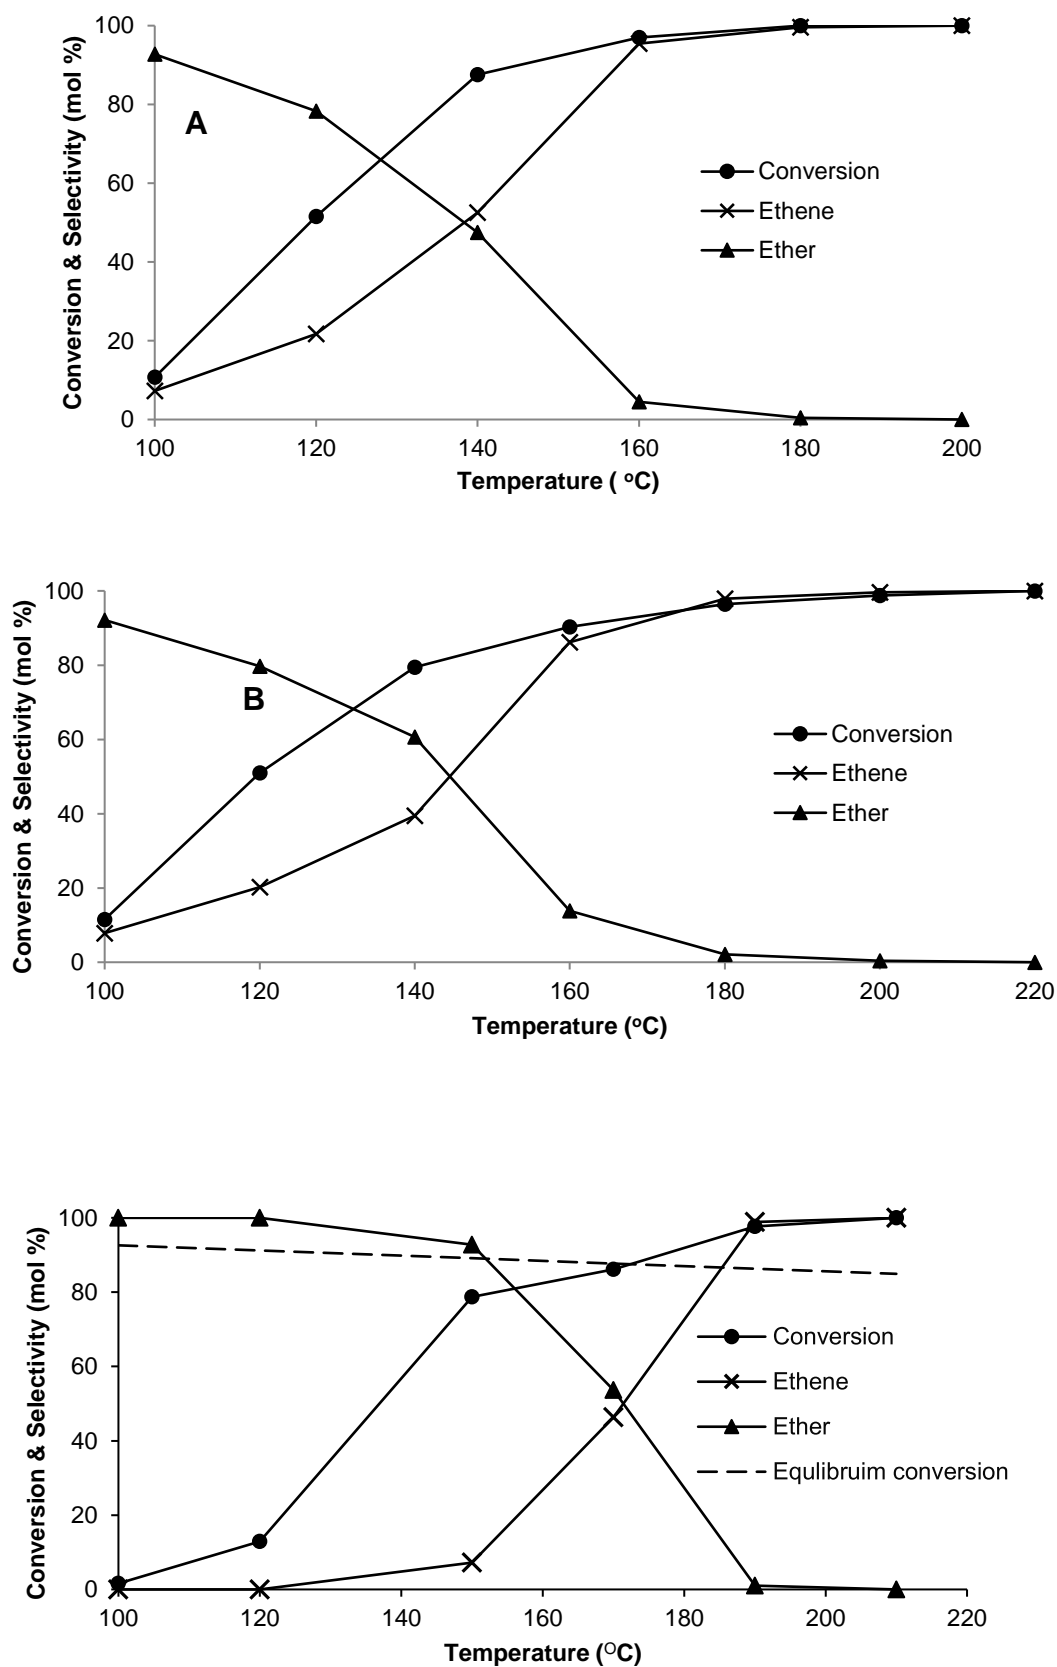 100
80
60
40
20
0
Conversion & Selectivity (mol %)
A
Conversion
Ethene
Ether
100 120 140 160 180 200
Temperature ( ᵒC)
100
80
60
40
20
0
Conversion & Selectivity (mol %)
B
Conversion
Ethene
Ether
100 120 140 160 180 200 220
Temperature (ᵒC)
100
80
60
40
20
0
Conversion & Selectivity (mol %)
Conversion
Ethene
Ether
Equlibruim conversion
100 120 140 160 180 200 220
Temperature (ᴼC)